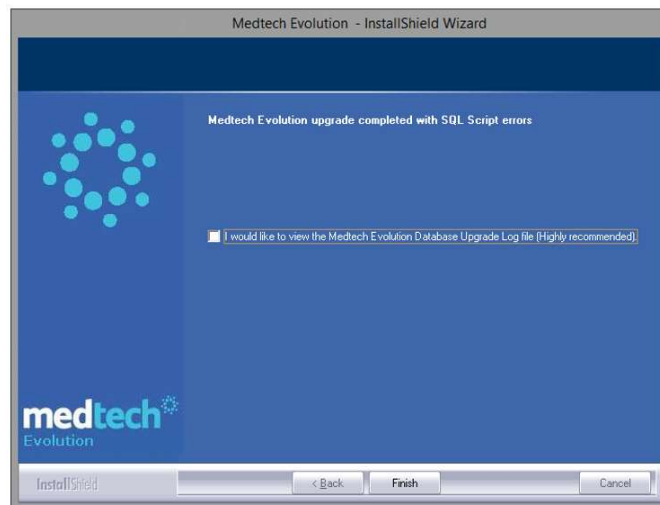 Medtech Evolution - InstallShield Wizard
Medtech Evolution upgrade completed with SQL Script errors
I would like to view the Medtech Evolution Database Upgrade Log file (Highly recommended).
medtech
Evolution
InstallShield
< Back
Finish
Cancel